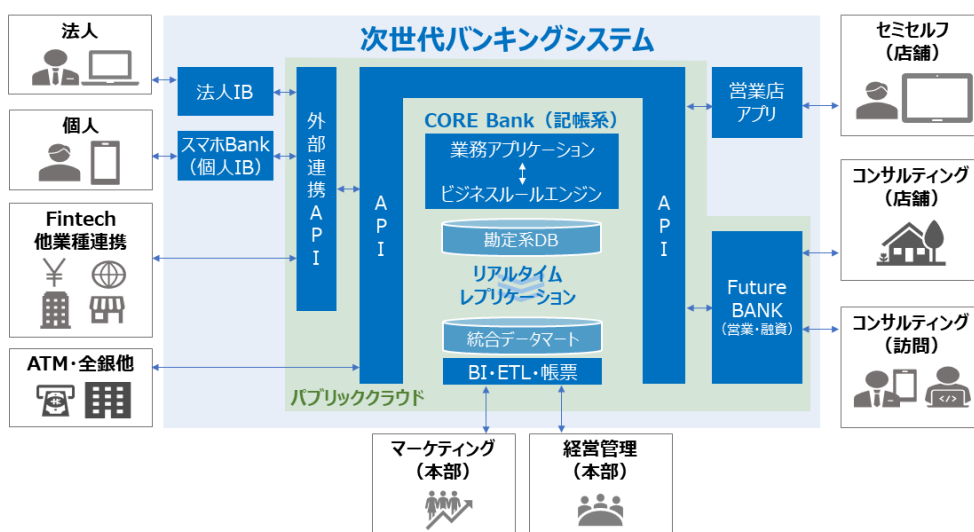 次世代バンキングシステム
法人
個人
Fintech
他業種連携
ATM・全銀他
法人IB
スマホBank
（個人IB）
外部連携API
API
CORE Bank（記帳系）
業務アプリケーション
ビジネスルールエンジン
勘定系DB
リアルタイム
レプリケーション
統合データマート
BI・ETL・帳票
API
パブリッククラウド
営業店
アプリ
Future
BANK
（営業・融資）
セミセルフ
（店舗）
コンサルティング
（店舗）
コンサルティング
（訪問）
マーケティング
（本部）
経営管理
（本部）